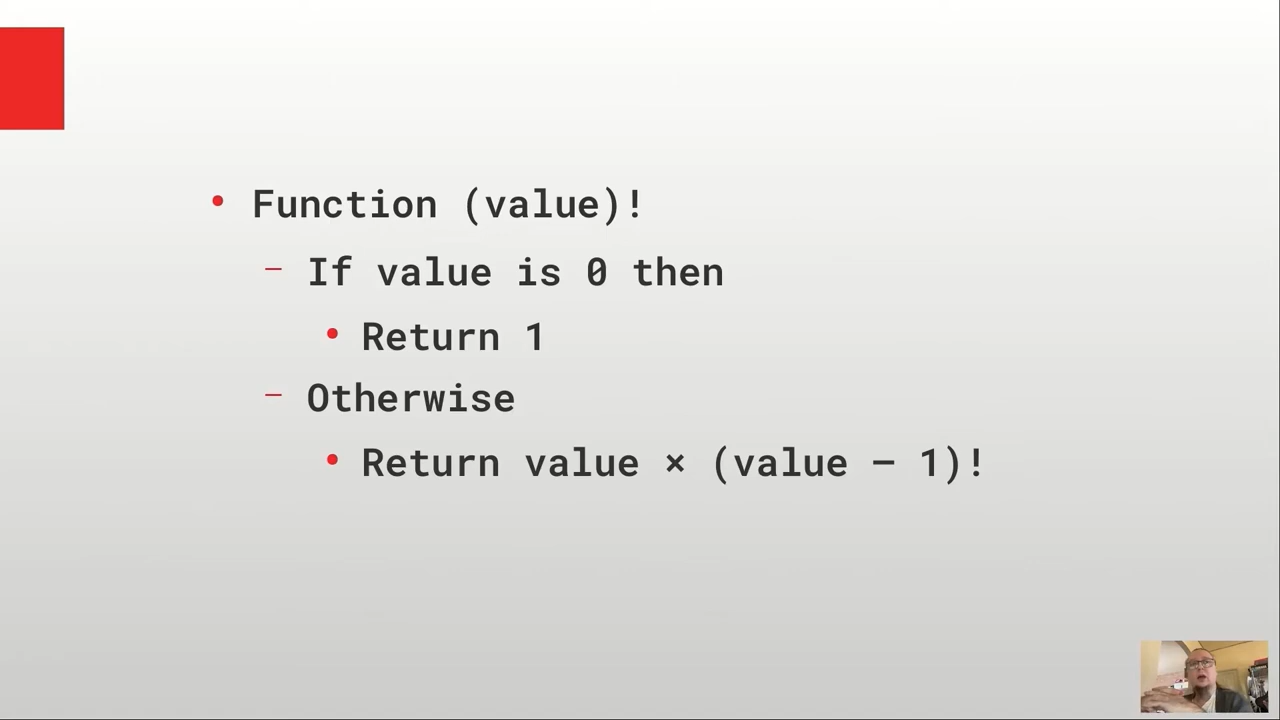 Function (value)!
If value is 0 then
Return 1
Otherwise
Return value × (value – 1)!